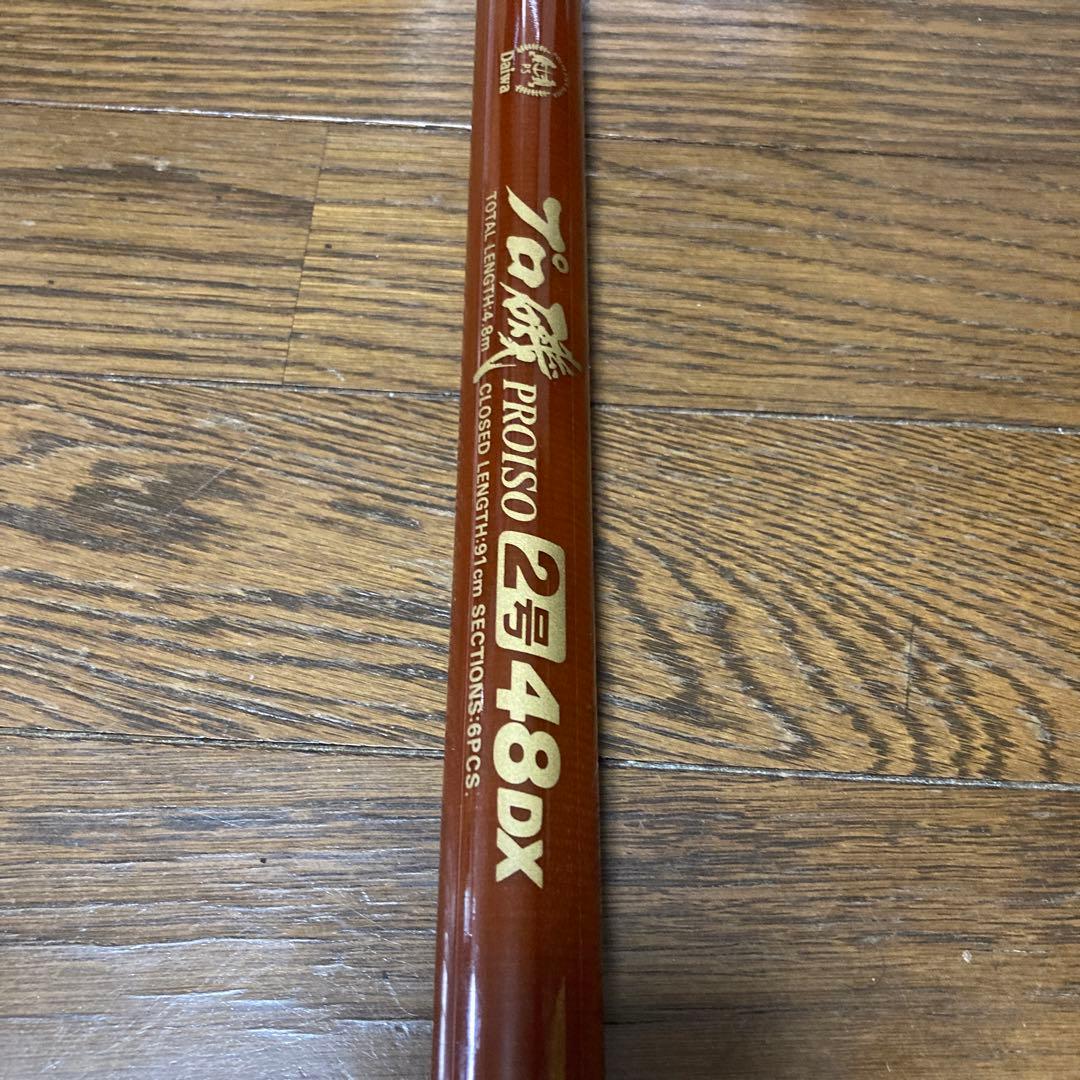 Daiwa
プロ磯 PROISO 2号 48DX
TOTAL LENGTH:4.8m CLOSED LENGTH:91cm SECTIONS:6PCS.